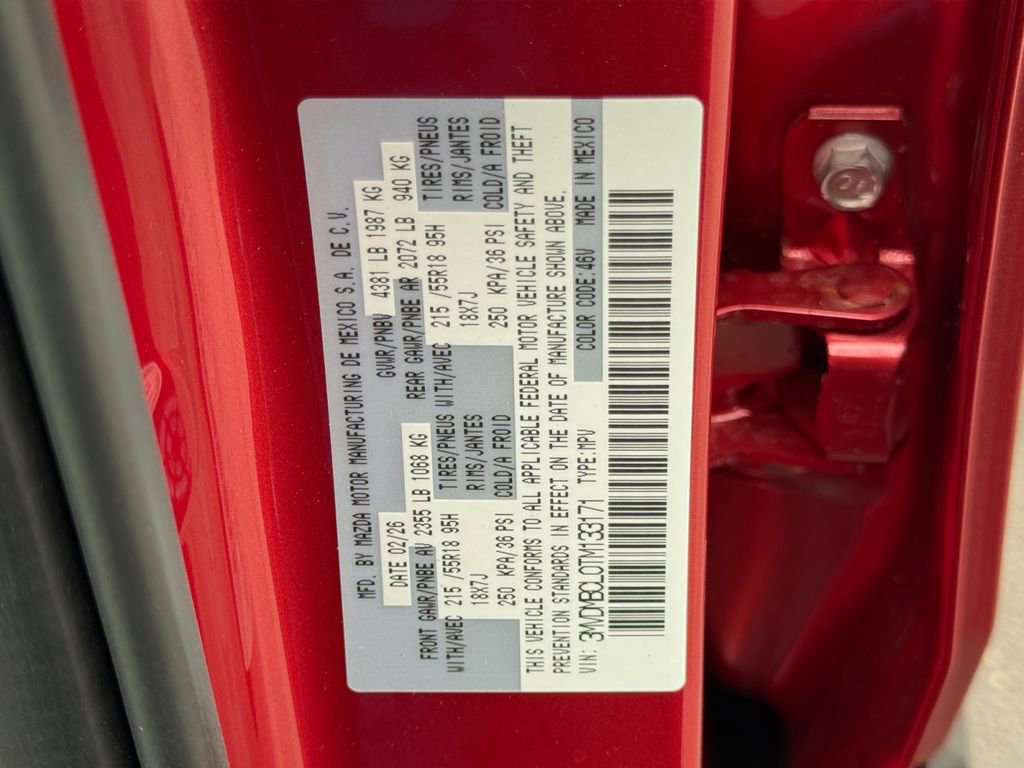 MFD. BY MAZDA MOTOR MANUFACTURING DE MEXICO S.A. DE C.V.
DATE 02/26 GVWR/PNBV 4381 LB 1987 KG
FRONT GAWR/PNBE AV 2355 LB 1068 KG REAR GAWR/PNBE AR 2072 LB 940 KG
WITH/AVEC 215 /55R18 95H TIRES/PNEUS WITH/AVEC 215 /55R18 95H TIRES/PNEUS
18X7J RIMS/JANTES 18X7J RIMS/JANTES
250 KPA/36 PSI COLD/A FROID 250 KPA/36 PSI COLD/A FROID
THIS VEHICLE CONFORMS TO ALL APPLICABLE FEDERAL MOTOR VEHICLE SAFETY AND THEFT
PREVENTION STANDARDS IN EFFECT ON THE DATE OF MANUFACTURE SHOWN ABOVE.
VIN: 3MVDMBCL0TM133171 TYPE:MPV COLOR CODE:46V MADE IN MEXICO